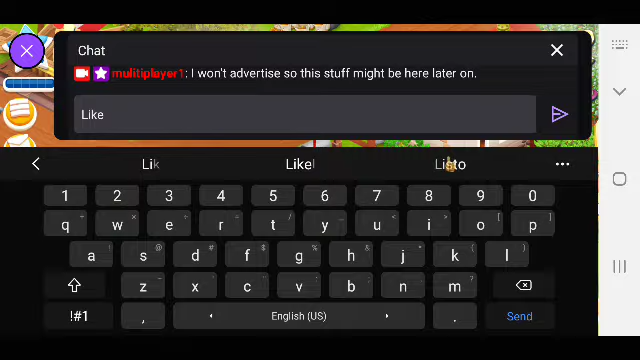 Chat
mulitiplayer1: I won't advertise so this stuff might be here later on.
Like
Lik Likel Listo
1 2 3 4 5 6 7 8 9 0
q w e r t y u i o p
a s d f g h j k l
z x c v b n m
!#1 , English (US) . Send